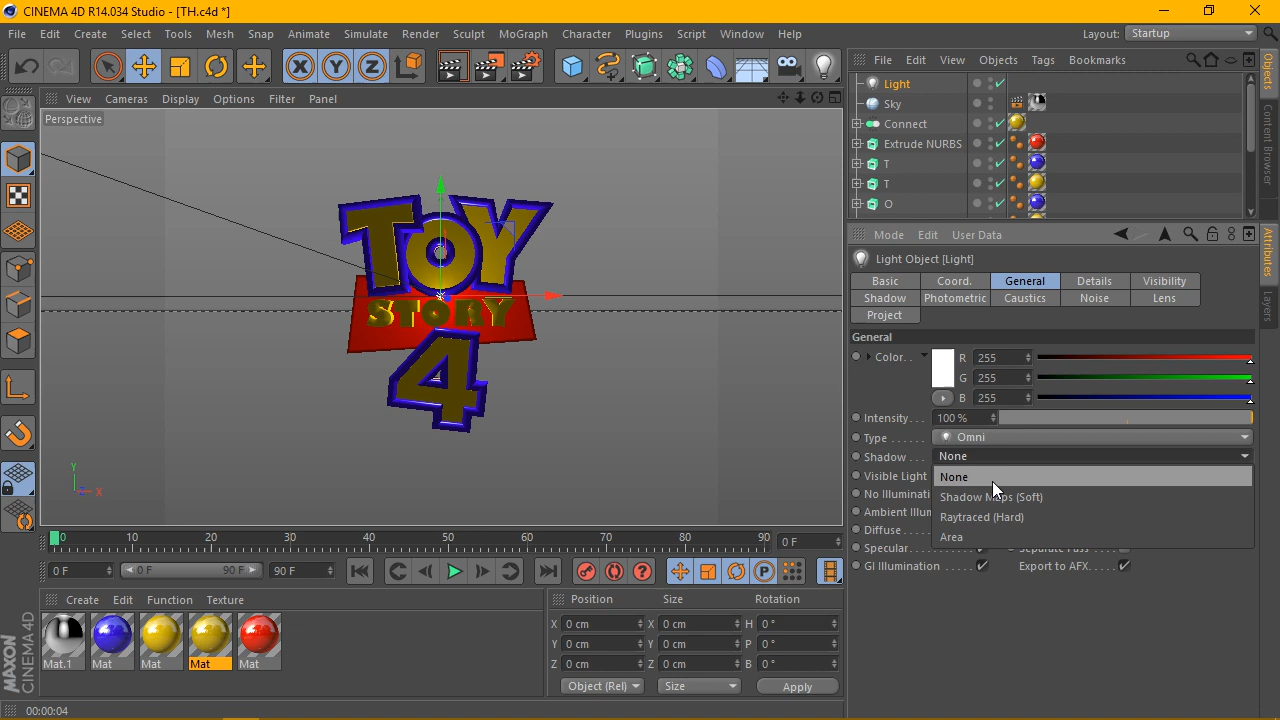 CINEMA 4D R14.034 Studio - [TH.c4d *]
File Edit Create Select Tools Mesh Snap Animate Simulate Render Sculpt MoGraph Character Plugins Script Window Help Layout: Startup
X Y Z
File Edit View Objects Tags Bookmarks
View Cameras Display Options Filter Panel
Perspective
Light
Sky
Connect
Extrude NURBS
T
T
O
Objects
Content Browser
Attributes
Layers
TOY
STORY
4
Y
X
Mode Edit User Data
Light Object [Light]
Basic Coord. General Details Visibility
Shadow Photometric Caustics Noise Lens
Project
General
Color. . R 255
G 255
B 255
Intensity. . . 100 %
Type . . . . . . Omni
Shadow . . . None
Visible Light None
No Illuminati Shadow Maps (Soft)
Ambient Illum Raytraced (Hard)
Diffuse. . . . Area
Specular. . . .
GI Illumination . . . . . Export to AFX. . . .
0 10 20 30 40 50 60 70 80 90 0 F
0 F 0 F 90 F 90 F
P
Create Edit Function Texture
Mat.1 Mat Mat Mat Mat
Position Size Rotation
X 0 cm X 0 cm H 0 °
Y 0 cm Y 0 cm P 0 °
Z 0 cm Z 0 cm B 0 °
Object (Rel) Size Apply
MAXON
CINEMA 4D
00:00:04